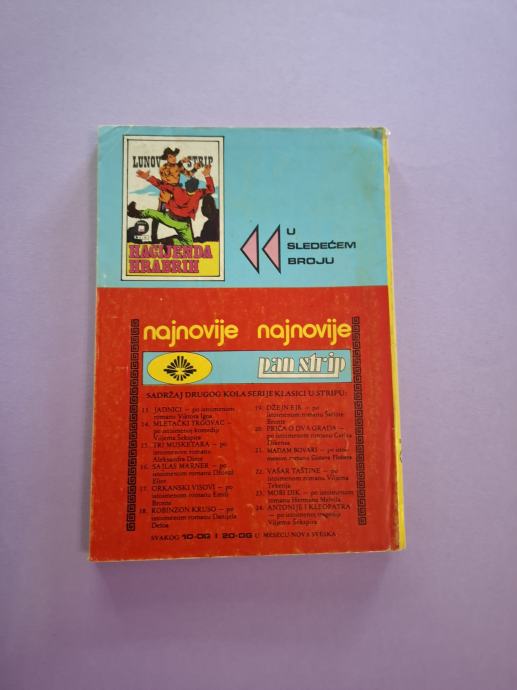 LUNOV STRIP
HACIJENDA
HRABRIH
U
SLEDEĆEM
BROJU
najnovije najnovije
pan strip
SADRŽAJ DRUGOG KOLA SERIJE KLASICI U STRIPU:
13. JADNICI — po istoimenom
romanu Viktora Igoa
14. MLETAČKI TRGOVAC —
po istoimenoj komediji
Viljema Šekspira
15. TRI MUSKETARA — po
istoimenom romanu
Aleksandra Dime
16. SAJLAS MARNER — po
istoimenom romanu Džordž
Eliot
17. ORKANSKI VISOVI — po
istoimenom romanu Emili
Bronte
18. ROBINZON KRUSO — po
istoimenom romanu Danijela
Defoa
19. DŽEJN EJR — po
istoimenom romanu Šarlote
Bronte
20. PRIČA O DVA GRADA —
po istoimenom romanu Čarlsa
Dikensa
21. MADAM BOVARI — po isto-
imenom romanu Gistava Flobera
22. VAŠAR TAŠTINE — po
istoimenom romanu Viljema
Tekerija
23. MOBI DIK — po istoimenom
romanu Hermana Melvila
24. ANTONIJE I KLEOPATRA
— po istoimenoj tragediji
Viljema Šekspira
SVAKOG 10-OG I 20-OG U MESECU NOVA SVESKA